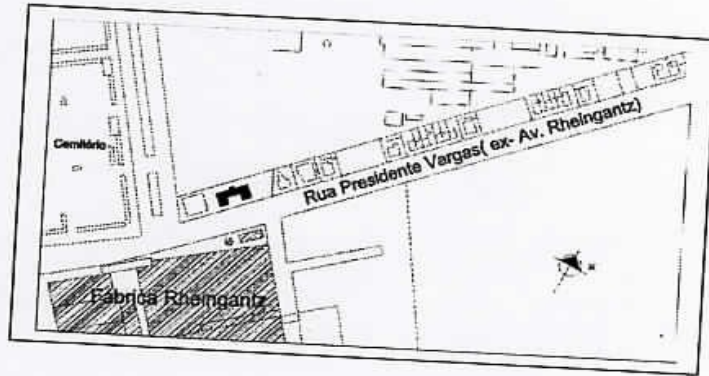 Cemitério
Rua Presidente Vargas( ex- Av. Rheingantz)
Fábrica Rheingantz